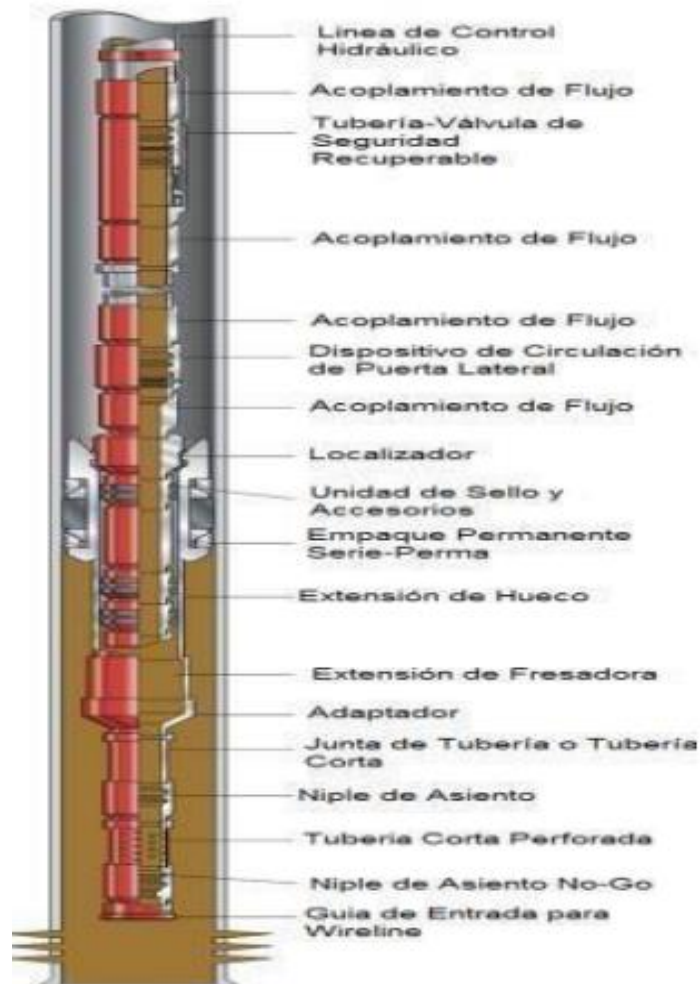 Linea de Control
Hidráulico
Acoplamiento de Flujo
Tubería-Válvula de
Seguridad
Recuperable
Acoplamiento de Flujo
Acoplamiento de Flujo
Dispositivo de Circulación
de Puerta Lateral
Acoplamiento de Flujo
Localizador
Unidad de Sello y
Accesorios
Empaque Permanente
Serie-Perma
Extensión de Hueco
Extensión de Fresadora
Adaptador
Junta de Tubería o Tubería
Corta
Niple de Asiento
Tubería Corta Perforada
Niple de Asiento No-Go
Guia de Entrada para
Wireline